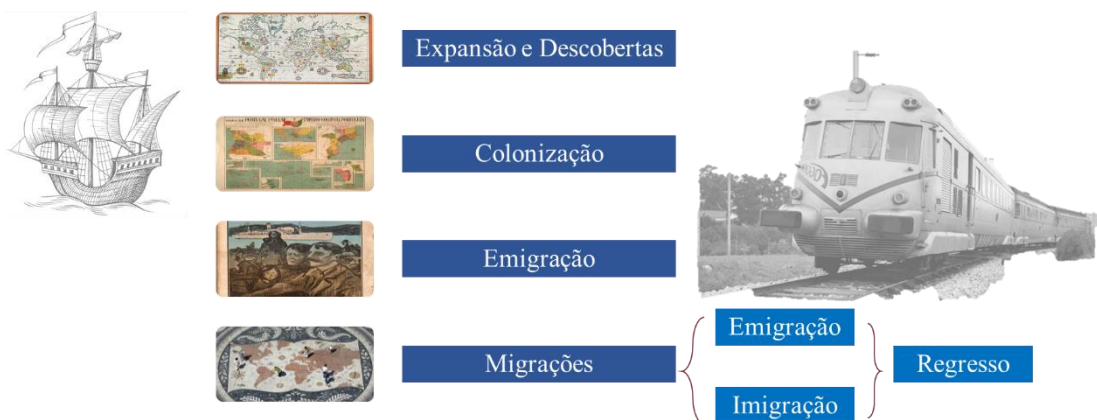 Expansão e Descobertas
Colonização
Emigração
Migrações
Emigração
Imigração
Regresso